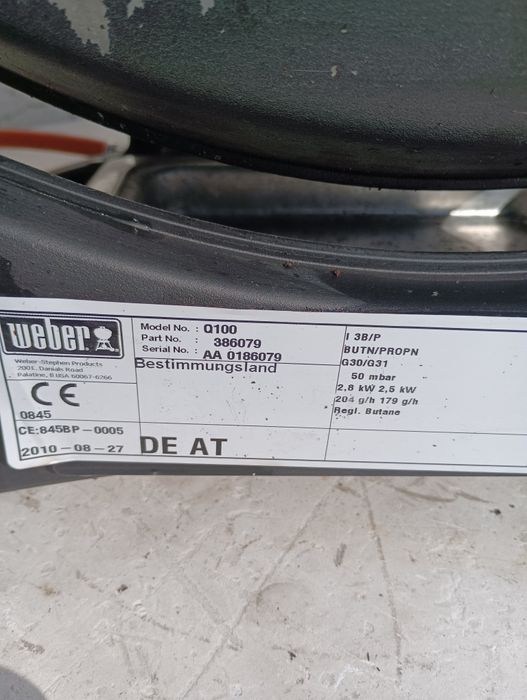 weber
Weber-Stephen Products
2001. Danials Road
Palatine, Il USA 60067-6266
CE
0845
CE:845BP-0005
2010-08-27
Model No. : Q100
Part No. : 386079
Serial No. : AA 0186079
Bestimmungsland
DE AT
I 3B/P
BUTN/PROPN
G30/G31
50 mbar
2,8 kW 2,5 kW
204 g/h 179 g/h
Regl. Butane